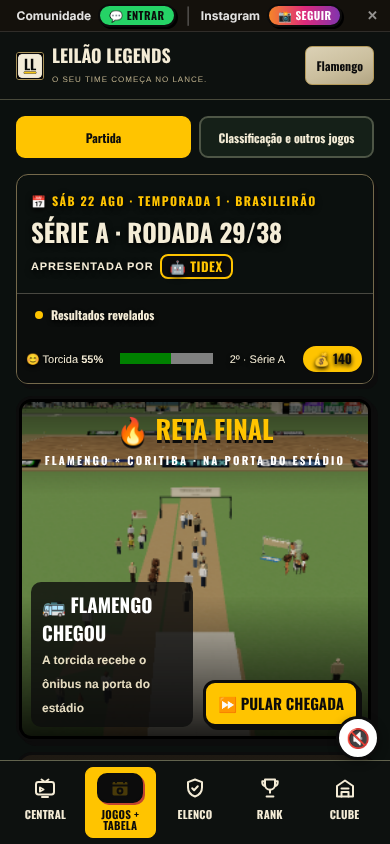 Comunidade 💬 ENTRAR Instagram 📸 SEGUIR ✕
LL LEILÃO LEGENDS
O SEU TIME COMEÇA NO LANCE.
Flamengo
Partida
Classificação e outros jogos
📅 SÁB 22 AGO · TEMPORADA 1 · BRASILEIRÃO
SÉRIE A · RODADA 29/38
APRESENTADA POR 🤖 TIDEX
Resultados revelados
😊 Torcida 55% 2º · Série A 💰 140
🔥 RETA FINAL
FLAMENGO × CORITIBA · NA PORTA DO ESTÁDIO
🚌 FLAMENGO
CHEGOU
A torcida recebe o
ônibus na porta do
estádio
⏩ PULAR CHEGADA
CENTRAL
JOGOS +
TABELA
ELENCO
RANK
CLUBE